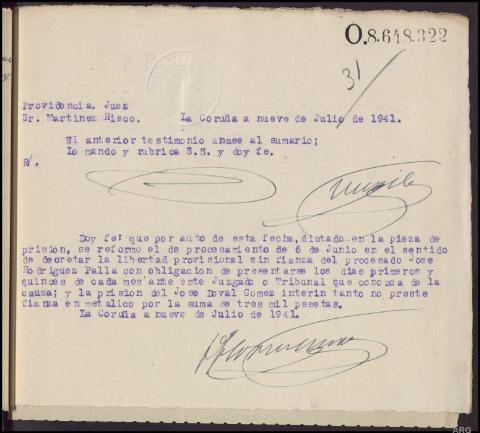 O.8.648.322
31
Providencia. Juez
Sr. Martinez Risco. La Coruña a nueve de Julio de 1941.
El anterior testimonio unase al sumario;
Lo mando y rubrica S.S. y doy fe.
R/.
Doy fe: que por auto de esta fecha, dictado en la pieza de
prision, se reformo el de procesamiento de 6 de Junio en el sentido
de decretar la libertad provisional sin fianza del procesado Jose
Rodriguez Palla con obligacion de presentarse los dias primeros y
quinces de cada mes ante este Juzgado o Tribunal que conozca de la
causa; y la prision del Jose Doval Gomez interin tanto no preste
fianza en metalico por la suma de tres mil pesetas.
La Coruña a nueve de Julio de 1941.
ARG